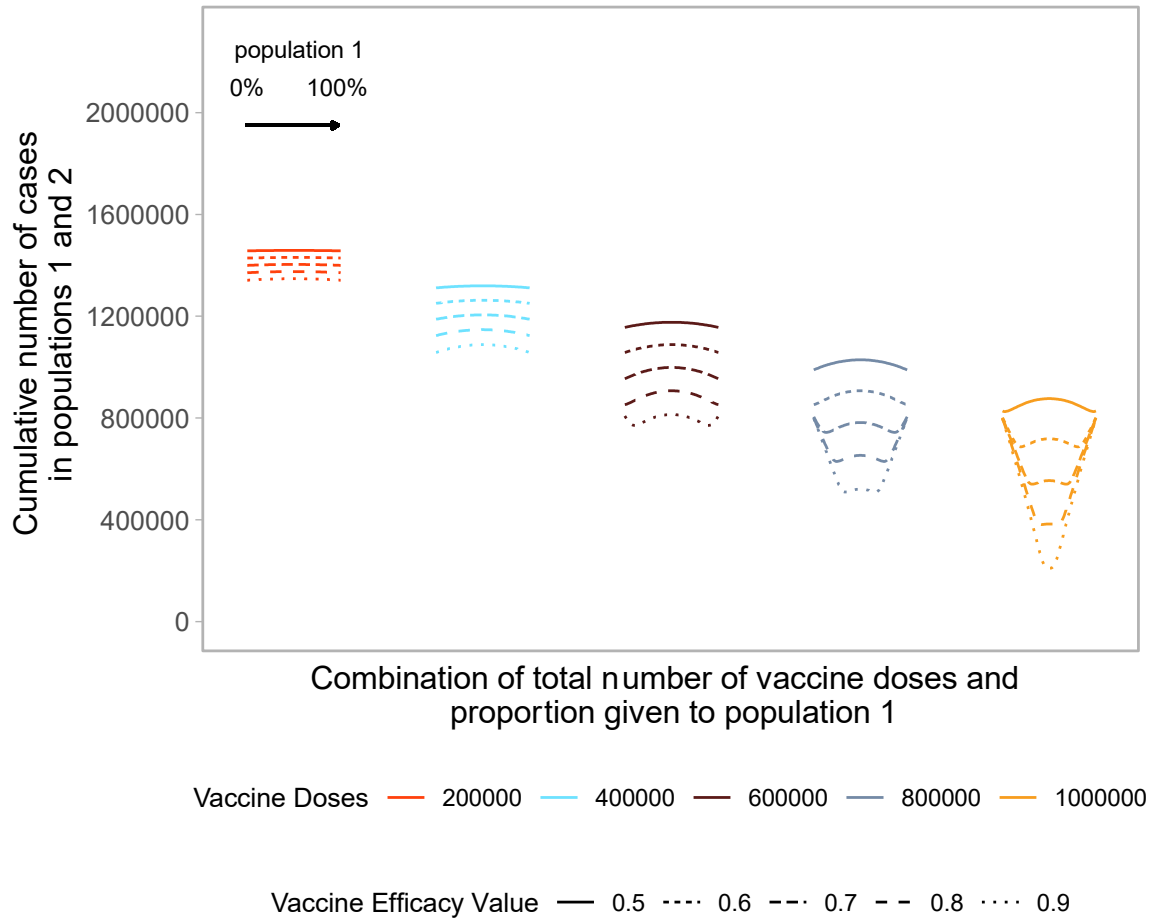 population 1
0% 100%
2000000
1600000
1200000
800000
400000
0
Cumulative number of cases
in populations 1 and 2
Combination of total number of vaccine doses and
proportion given to population 1
Vaccine Doses 200000 400000 600000 800000 1000000
Vaccine Efficacy Value 0.5 0.6 0.7 0.8 0.9